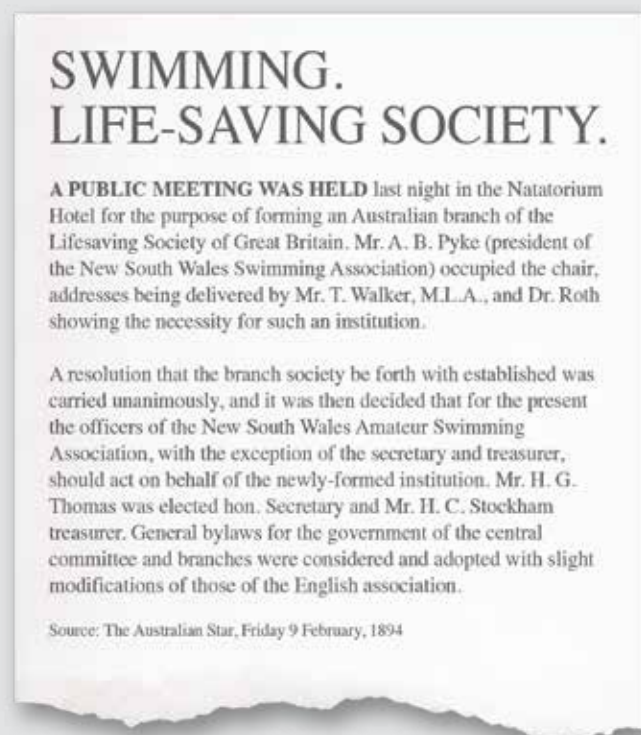 SWIMMING.
LIFE-SAVING SOCIETY.
A PUBLIC MEETING WAS HELD last night in the Natatorium
Hotel for the purpose of forming an Australian branch of the
Lifesaving Society of Great Britain. Mr. A. B. Pyke (president of
the New South Wales Swimming Association) occupied the chair,
addresses being delivered by Mr. T. Walker, M.L.A., and Dr. Roth
showing the necessity for such an institution.
A resolution that the branch society be forth with established was
carried unanimously, and it was then decided that for the present
the officers of the New South Wales Amateur Swimming
Association, with the exception of the secretary and treasurer,
should act on behalf of the newly-formed institution. Mr. H. G.
Thomas was elected hon. Secretary and Mr. H. C. Stockham
treasurer. General bylaws for the government of the central
committee and branches were considered and adopted with slight
modifications of those of the English association.
Source: The Australian Star, Friday 9 February, 1894